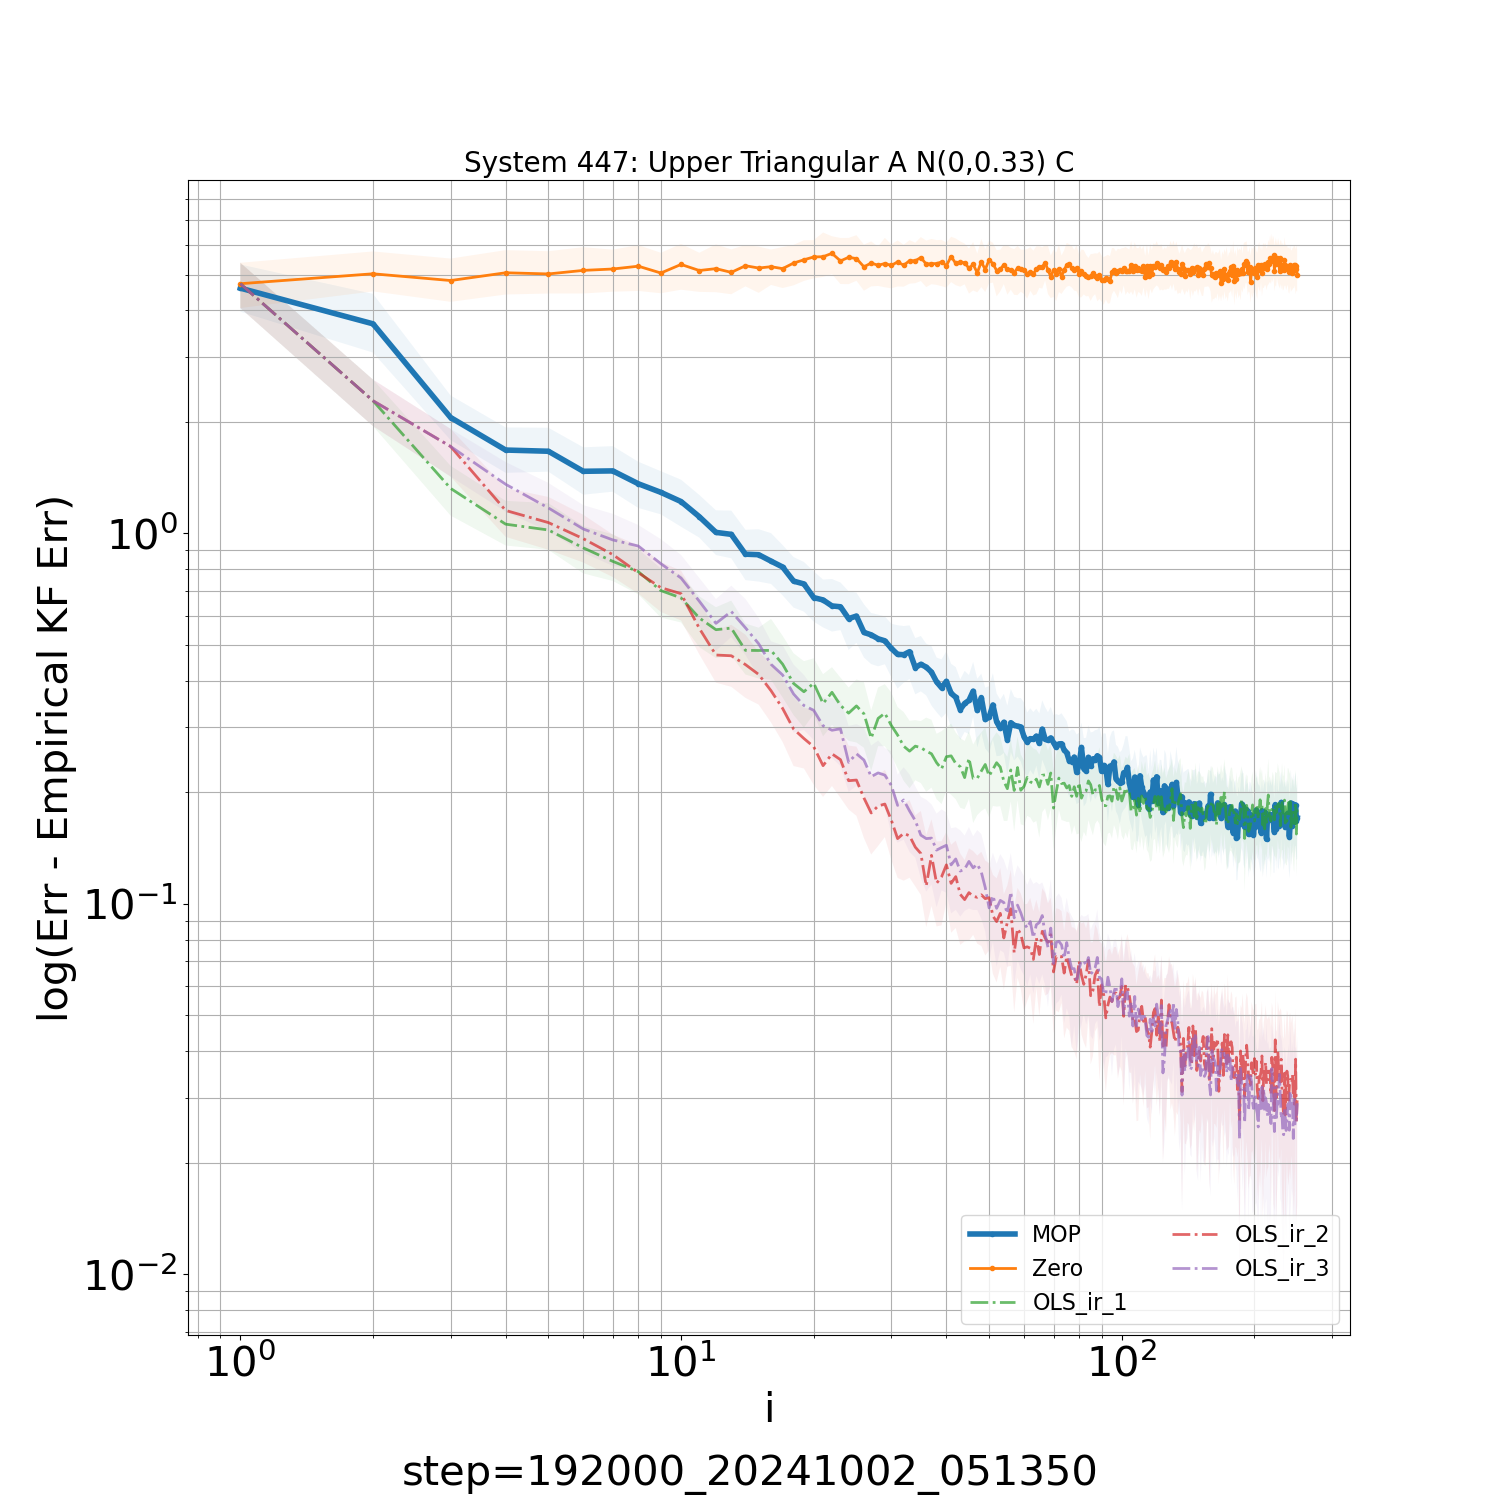 System 447: Upper Triangular A N(0,0.33) C
log(Err - Empirical KF Err)
10⁰
10⁻¹
10⁻²
MOP
Zero
OLS_ir_1
OLS_ir_2
OLS_ir_3
10⁰ 10¹ 10²
i
step=192000_20241002_051350